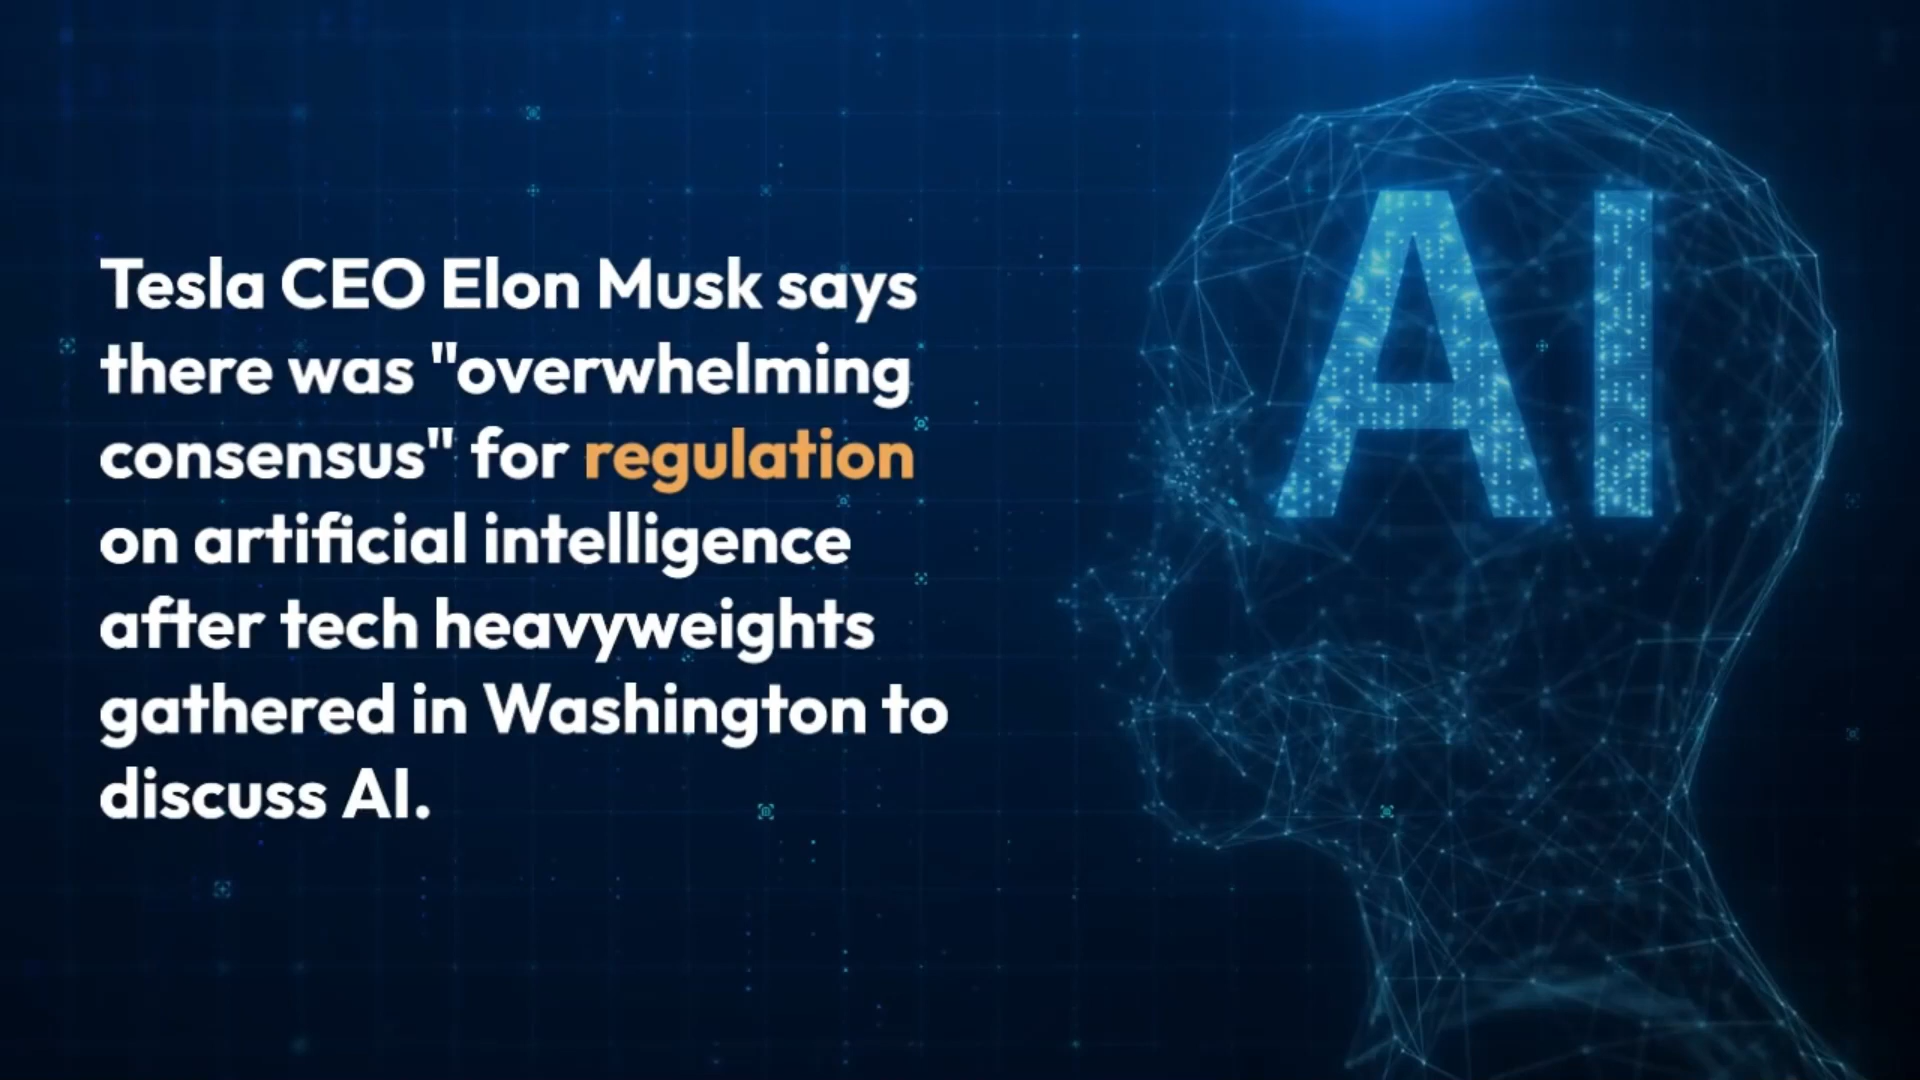 Tesla CEO Elon Musk says
there was "overwhelming
consensus" for regulation
on artificial intelligence
after tech heavyweights
gathered in Washington to
discuss AI.
AI